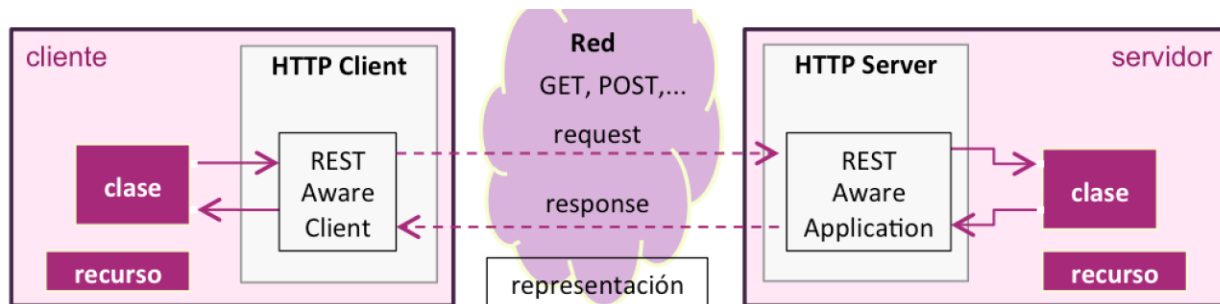 cliente
HTTP Client
REST
Aware
Client
clase
recurso
Red
GET, POST,...
request
response
representación
servidor
HTTP Server
REST
Aware
Application
clase
recurso